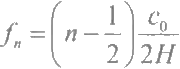 f_n = (n - 1/2) c_0/2H